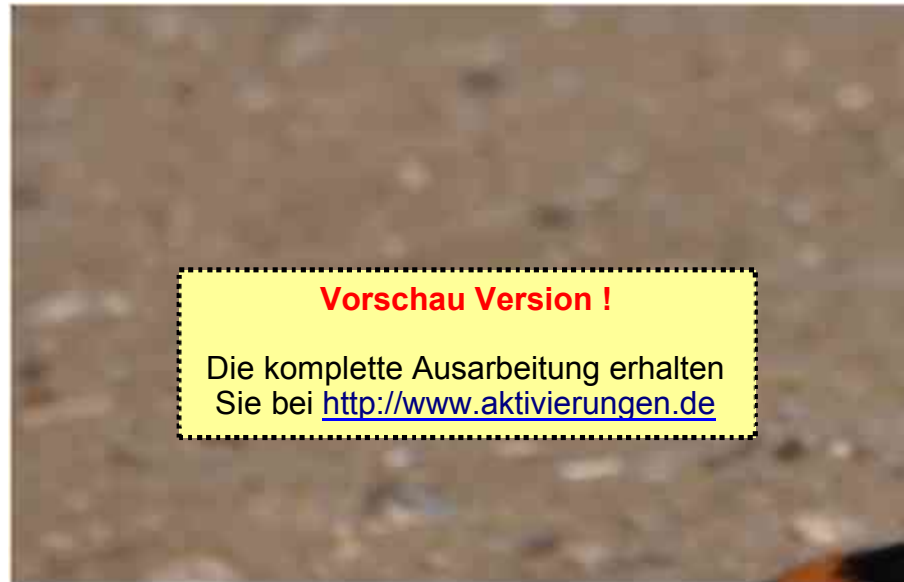 Vorschau Version !
Die komplette Ausarbeitung erhalten
Sie bei http://www.aktivierungen.de